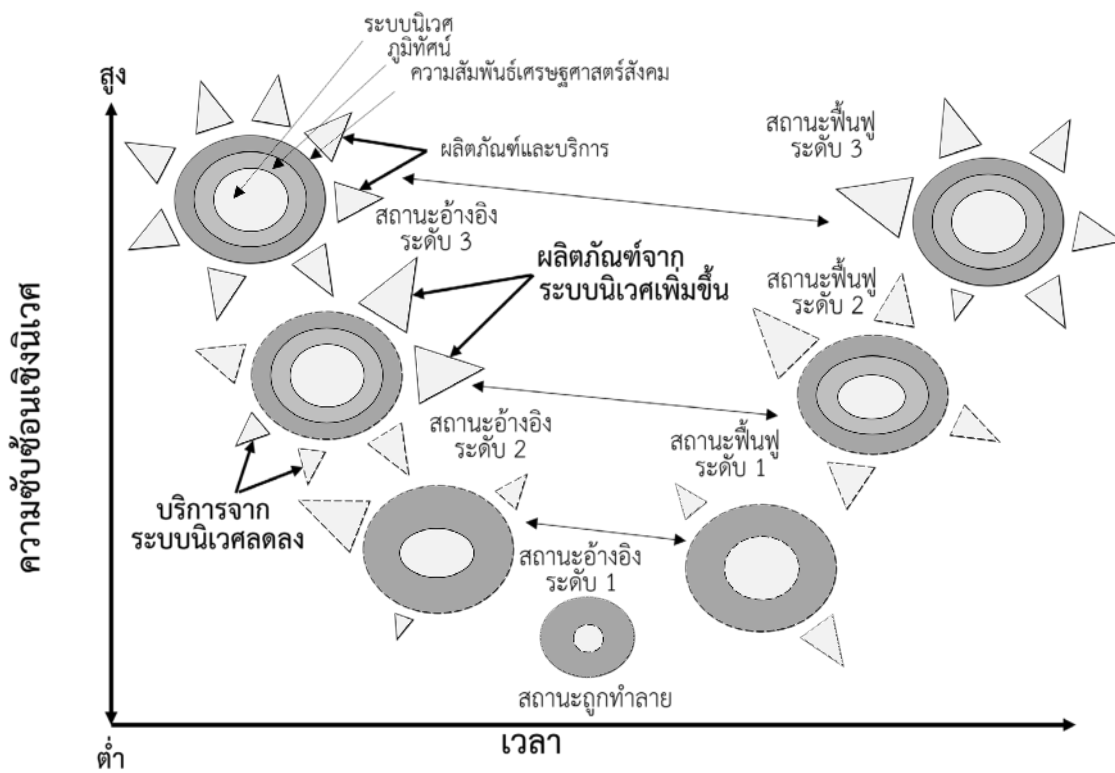 ระบบนิเวศ
ภูมิทัศน์
ความสัมพันธ์เศรษฐศาสตร์สังคม
สูง
ผลิตภัณฑ์และบริการ
สถานะอ้างอิง
ระดับ 3
สถานะฟื้นฟู
ระดับ 3
ผลิตภัณฑ์จาก
ระบบนิเวศเพิ่มขึ้น
สถานะฟื้นฟู
ระดับ 2
ความซับซ้อนเชิงนิเวศ
สถานะอ้างอิง
ระดับ 2
สถานะฟื้นฟู
ระดับ 1
บริการจาก
ระบบนิเวศลดลง
สถานะอ้างอิง
ระดับ 1
สถานะถูกทำลาย
ต่ำ
เวลา